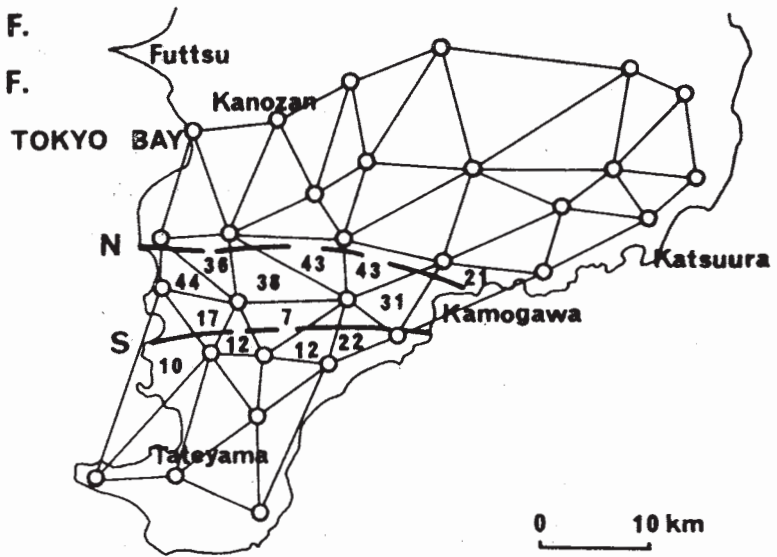 F.
Futtsu
F.
Kanozan
TOKYO BAY
N
36
43
43
21
Katsuura
44
38
31
17
7
Kamogawa
S
12
12
22
10
Tateyama
0 10 km